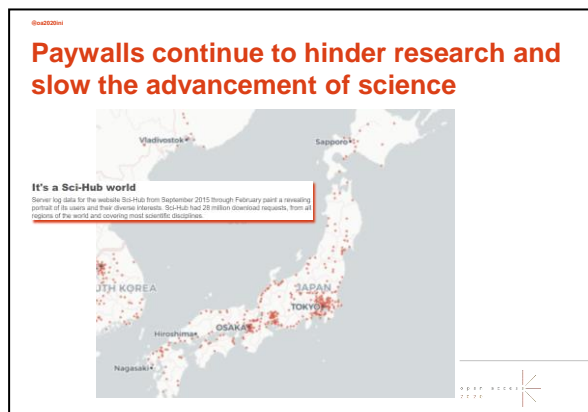 @oa2020ini
Paywalls continue to hinder research and
slow the advancement of science
Vladivostok
Sapporo
It's a Sci-Hub world
Server log data for the website Sci-Hub from September 2015 through February paint a revealing
portrait of its users and their diverse interests. Sci-Hub had 28 million download requests, from all
regions of the world and covering most scientific disciplines.
UTH KOREA
JAPAN
TOKYO
OSAKA
Hiroshima
Nagasaki
open access
2020